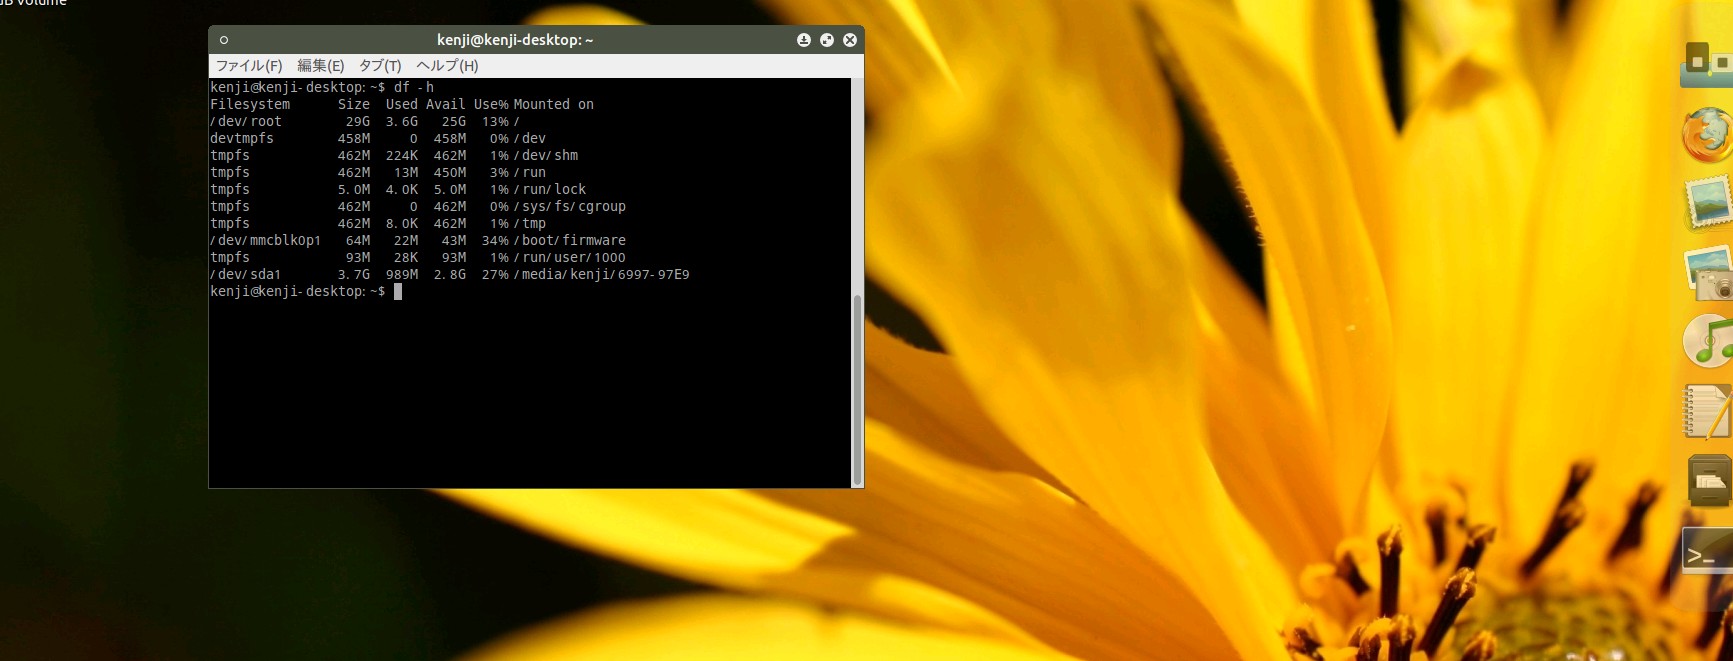 volume
kenji@kenji-desktop: ~
ファイル(F) 編集(E) タブ(T) ヘルプ(H)
kenji@kenji-desktop:~$ df -h
Filesystem Size Used Avail Use% Mounted on
/dev/root 29G 3.6G 25G 13% /
devtmpfs 458M 0 458M 0% /dev
tmpfs 462M 224K 462M 1% /dev/shm
tmpfs 462M 13M 450M 3% /run
tmpfs 5.0M 4.0K 5.0M 1% /run/lock
tmpfs 462M 0 462M 0% /sys/fs/cgroup
tmpfs 462M 8.0K 462M 1% /tmp
/dev/mmcblk0p1 64M 22M 43M 34% /boot/firmware
tmpfs 93M 28K 93M 1% /run/user/1000
/dev/sda1 3.7G 989M 2.8G 27% /media/kenji/6997-97E9
kenji@kenji-desktop:~$
>_